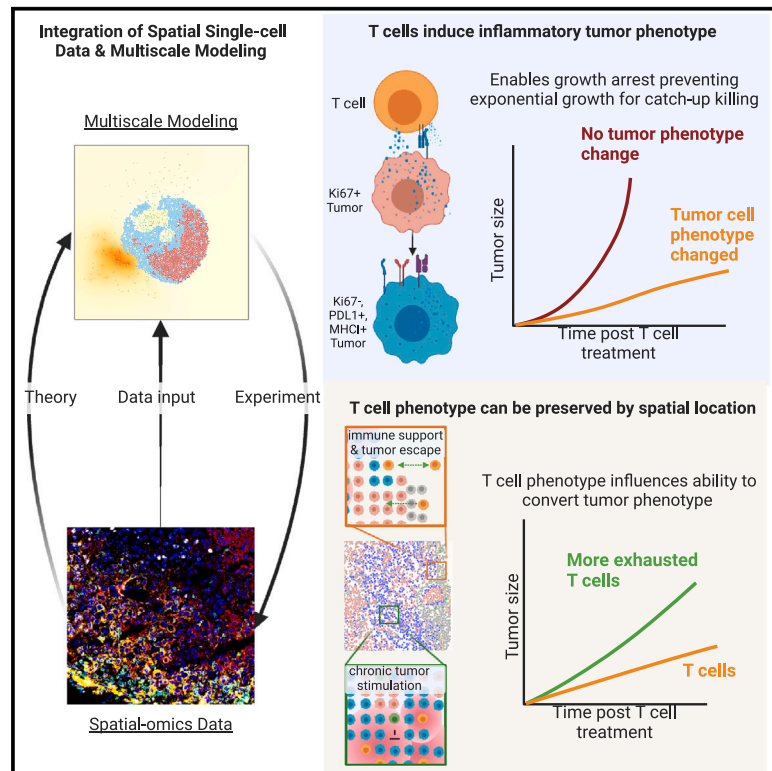 Integration of Spatial Single-cell
Data & Multiscale Modeling
Multiscale Modeling
Theory
Data input
Experiment
Spatial-omics Data
T cells induce inflammatory tumor phenotype
T cell
Ki67+
Tumor
Ki67-,
PDL1+,
MHCI+
Tumor
Enables growth arrest preventing
exponential growth for catch-up killing
No tumor phenotype
change
Tumor cell
phenotype
changed
Tumor size
Time post T cell
treatment
T cell phenotype can be preserved by spatial location
immune support
& tumor escape
chronic tumor
stimulation
T cell phenotype influences ability to
convert tumor phenotype
More exhausted
T cells
T cells
Tumor size
Time post T cell
treatment